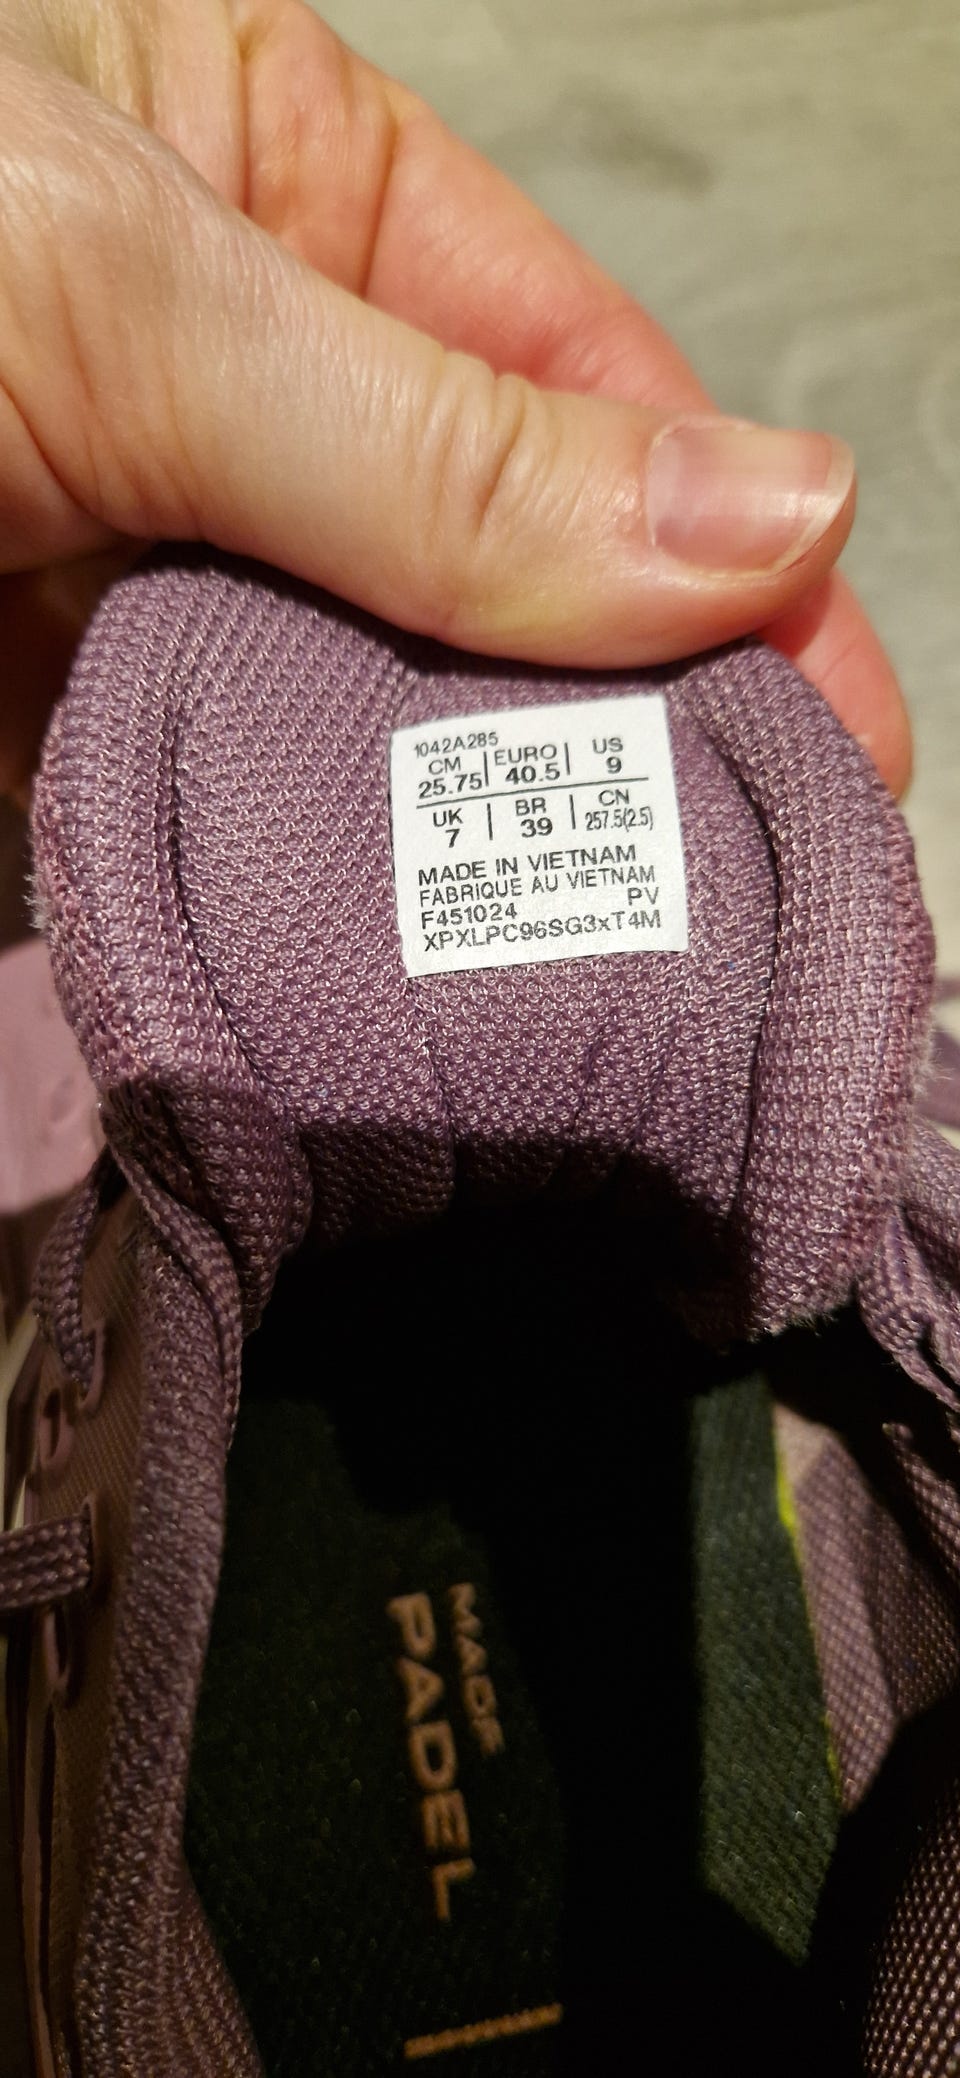 1042A285
CM 25.75 | EURO 40.5 | US 9
UK 7 | BR 39 | CN 257.5(2.5)
MADE IN VIETNAM
FABRIQUE AU VIETNAM
PV
F451024
XPXLPC96SG3xT4M
MADE
PADEL